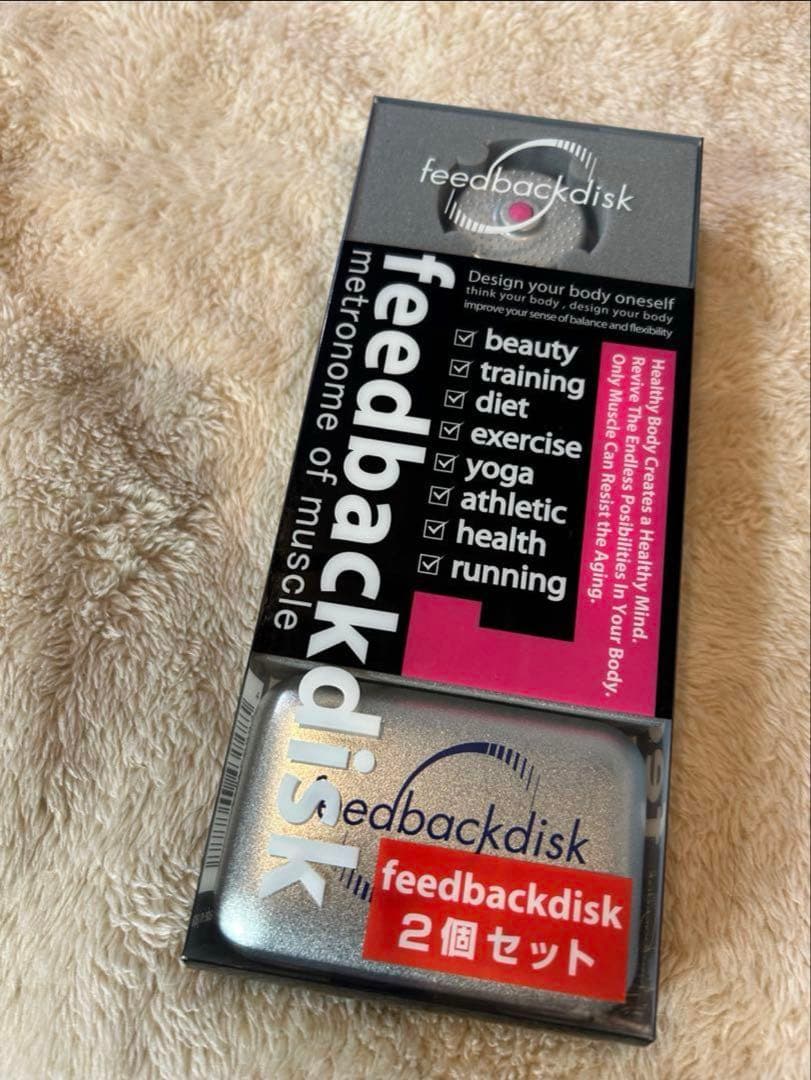 feedbackdisk
Design your body oneself
think your body , design your body
improve your sense of balance and flexibility
beauty
training
diet
exercise
yoga
athletic
health
running
Healthy Body Creates a Healthy Mind.
Revive The Endless Posibilities In Your Body.
Only Muscle Can Resist the Aging.
feedbackdisk
metronome of muscle
feedbackdisk
feedbackdisk
2個セット